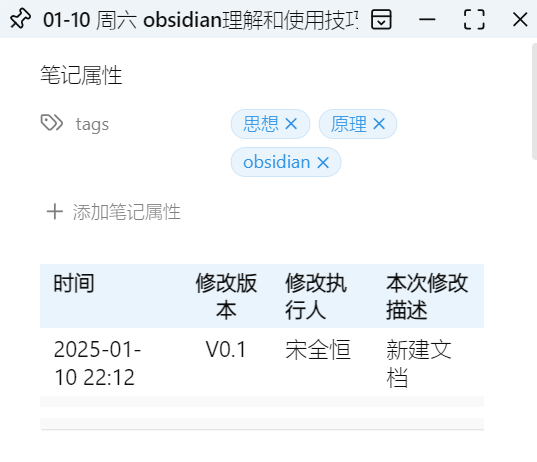 01-10 周六 obsidian理解和使用技巧
笔记属性
tags
思想
原理
obsidian
添加笔记属性
时间 修改版本 修改执行人 本次修改描述
2025-01-10 22:12 V0.1 宋全恒 新建文档